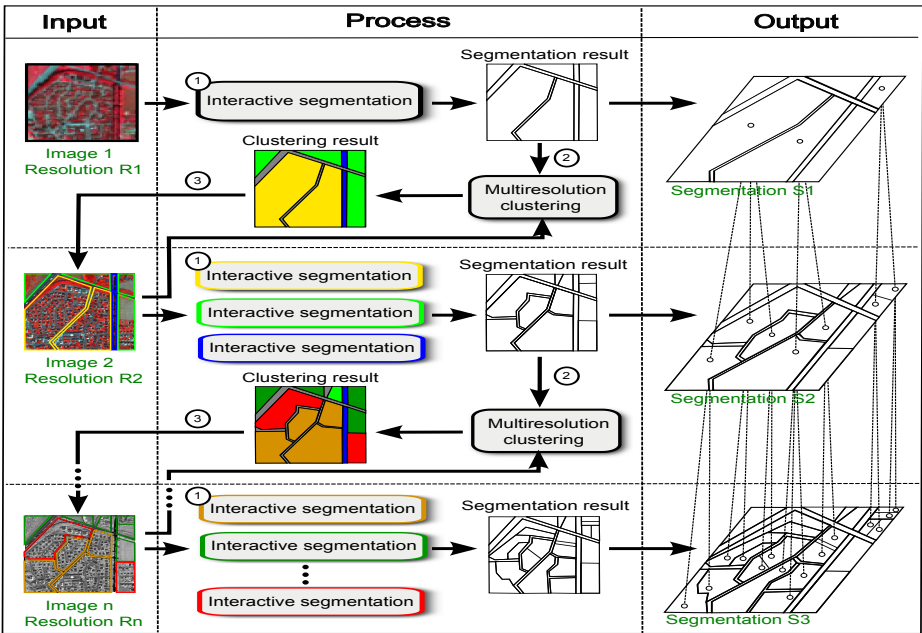 Input
Process
Output
Segmentation result
1
Interactive segmentation
Image 1
Resolution R1
Clustering result
2
3
Multiresolution
clustering
Segmentation S1
1
Interactive segmentation
Segmentation result
Interactive segmentation
Interactive segmentation
Image 2
Resolution R2
Clustering result
2
3
Multiresolution
clustering
Segmentation S2
1
Interactive segmentation
Segmentation result
Interactive segmentation
Interactive segmentation
Image n
Resolution Rn
Segmentation S3